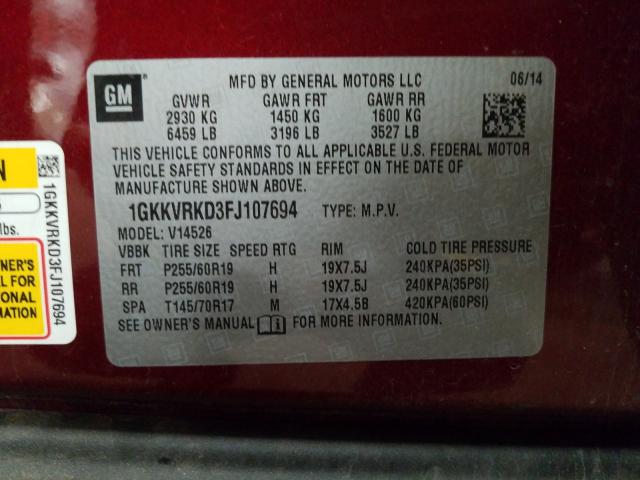 GM
MFD BY GENERAL MOTORS LLC 06/14
GVWR GAWR FRT GAWR RR
2930 KG 1450 KG 1600 KG
6459 LB 3196 LB 3527 LB
THIS VEHICLE CONFORMS TO ALL APPLICABLE U.S. FEDERAL MOTOR
VEHICLE SAFETY STANDARDS IN EFFECT ON THE DATE OF
MANUFACTURE SHOWN ABOVE.
1GKKVRKD3FJ107694 TYPE: M.P.V.
MODEL: V14526
VBBK TIRE SIZE SPEED RTG RIM COLD TIRE PRESSURE
FRT P255/60R19 H 19X7.5J 240KPA(35PSI)
RR P255/60R19 H 19X7.5J 240KPA(35PSI)
SPA T145/70R17 M 17X4.5B 420KPA(60PSI)
SEE OWNER'S MANUAL FOR MORE INFORMATION.
lbs.
FOR
1GKKVRKD3FJ107694